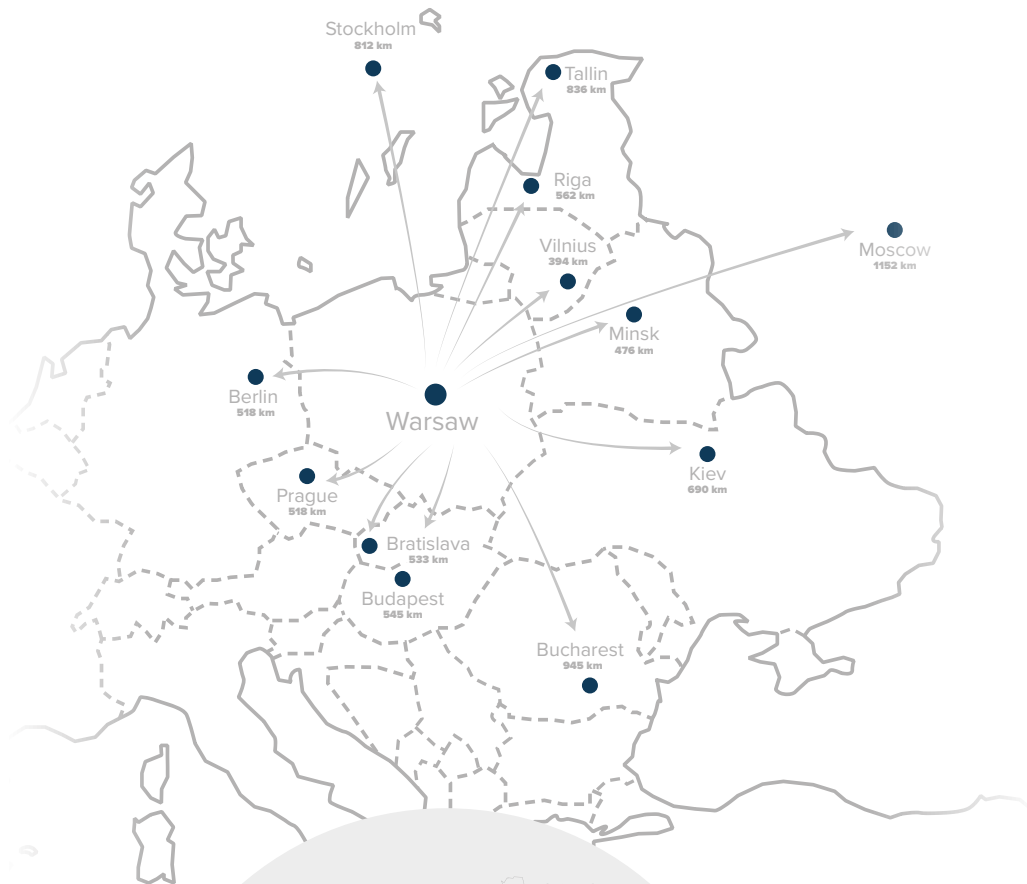 Stockholm
812 km
Tallin
836 km
Riga
562 km
Vilnius
394 km
Moscow
1152 km
Minsk
476 km
Berlin
518 km
Warsaw
Kiev
690 km
Prague
518 km
Bratislava
533 km
Budapest
545 km
Bucharest
945 km